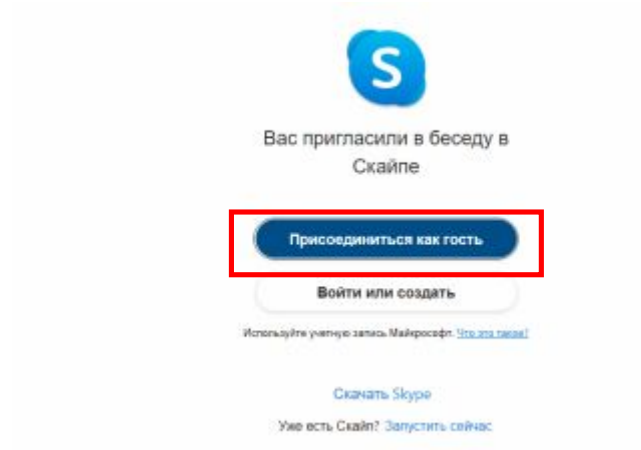 S
Вас пригласили в беседу в
Скайпе
Присоединиться как гость
Войти или создать
Используйте учетную запись Майкрософт. Что это такое?
Скачать Skype
Уже есть Скайп? Запустить сейчас